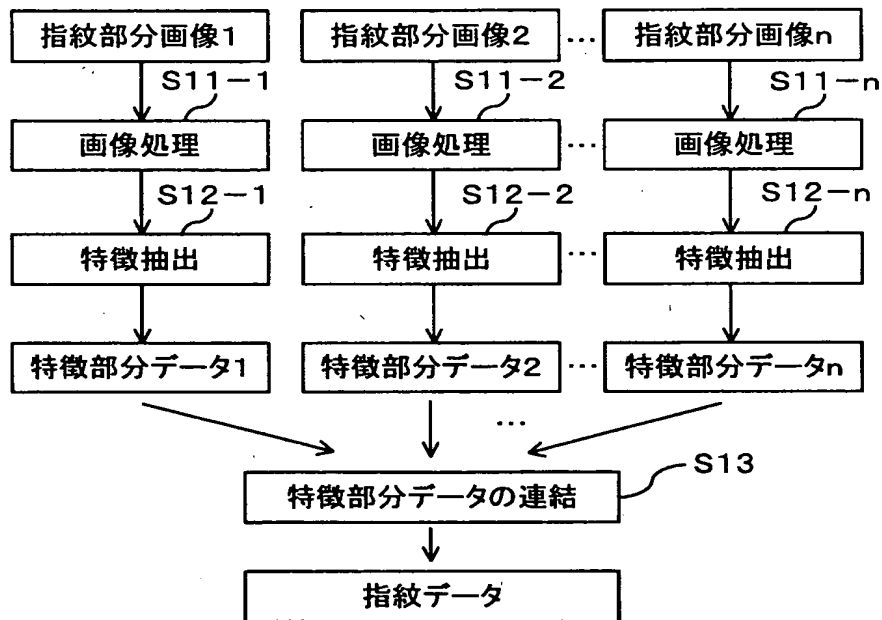 指紋部分画像1
指紋部分画像2
…
指紋部分画像n
S11-1
S11-2
S11-n
画像処理
画像処理
…
画像処理
S12-1
S12-2
S12-n
特徴抽出
特徴抽出
…
特徴抽出
特徴部分データ1
特徴部分データ2
…
特徴部分データn
…
S13
特徴部分データの連結
指紋データ